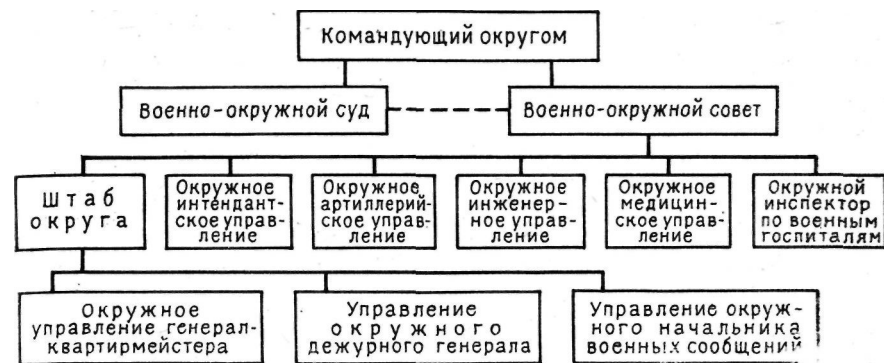 Командующий округом
Военно-окружной суд
Военно-окружной совет
Штаб
округа
Окружное
интендант-
ское управ-
ление
Окружное
артиллерий-
ское управ-
ление
Окружное
инженер-
ное управ-
ление
Окружное
медицин-
ское управ-
ление
Окружной
инспектор
по военным
госпиталям
Окружное
управление генерал-
квартирмейстера
Управление
окружного
дежурного генерала
Управление окруж-
ного начальника
военных сообщений